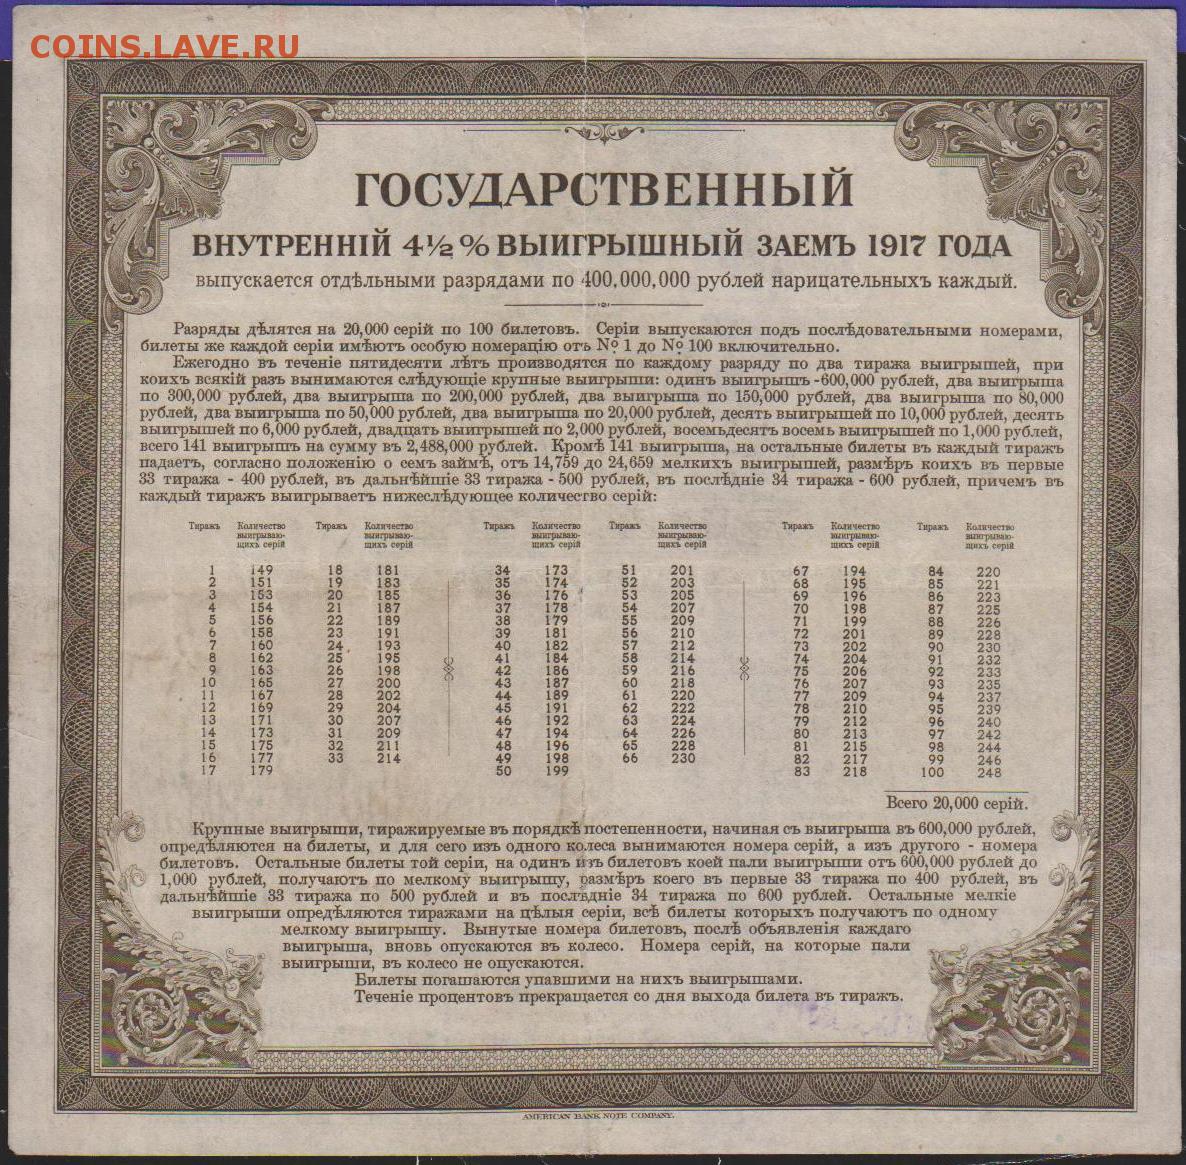 COINS.LAVE.RU
ГОСУДАРСТВЕННЫЙ
ВНУТРЕННІЙ 4½% ВЫИГРЫШНЫЙ ЗАЕМЪ 1917 ГОДА
выпускается отдѣльными разрядами по 400,000,000 рублей нарицательныхъ каждый.
Разряды дѣлятся на 20,000 серій по 100 билетовъ. Серіи выпускаются подъ послѣдовательными номерами,
билеты же каждой серіи имѣютъ особую номерацію отъ № 1 до № 100 включительно.
Ежегодно въ теченіе пятидесяти лѣтъ производятся по каждому разряду по два тиража выигрышей, при
коихъ всякій разъ вынимаются слѣдующіе крупные выигрыши: одинъ выигрышъ-600,000 рублей, два выигрыша
по 300,000 рублей, два выигрыша по 200,000 рублей, два выигрыша по 150,000 рублей, два выигрыша по 80,000
рублей, два выигрыша по 50,000 рублей, два выигрыша по 20,000 рублей, десять выигрышей по 10,000 рублей, десять
выигрышей по 6,000 рублей, двадцать выигрышей по 2,000 рублей, восемьдесятъ восемь выигрышей по 1,000 рублей,
всего 141 выигрышъ на сумму въ 2,488,000 рублей. Кромѣ 141 выигрыша, на остальные билеты въ каждый тиражъ
падаетъ, согласно положенію о семъ займѣ, отъ 14,759 до 24,659 мелкихъ выигрышей, размѣръ коихъ въ первые
33 тиража - 400 рублей, въ дальнѣйшіе 33 тиража - 500 рублей, въ послѣдніе 34 тиража - 600 рублей, причемъ въ
каждый тиражъ выигрываетъ нижеслѣдующее количество серій:
Тиражъ Количество Тиражъ Количество Тиражъ Количество Тиражъ Количество Тиражъ Количество Тиражъ Количество
выигрываю- выигрываю- выигрываю- выигрываю- выигрываю- выигрываю-
щихъ серій щихъ серій щихъ серій щихъ серій щихъ серій щихъ серій
1 149 18 181 34 173 51 201 67 194 84 220
2 151 19 183 35 174 52 203 68 195 85 221
3 153 20 185 36 176 53 205 69 196 86 223
4 154 21 187 37 178 54 207 70 198 87 225
5 156 22 189 38 179 55 209 71 199 88 226
6 158 23 191 39 181 56 210 72 201 89 228
7 160 24 193 40 182 57 212 73 202 90 230
8 162 25 195 41 184 58 214 74 204 91 232
9 163 26 198 42 186 59 216 75 206 92 233
10 165 27 200 43 187 60 218 76 207 93 235
11 167 28 202 44 189 61 220 77 209 94 237
12 169 29 204 45 191 62 222 78 210 95 239
13 171 30 207 46 192 63 224 79 212 96 240
14 173 31 209 47 194 64 226 80 213 97 242
15 175 32 211 48 196 65 228 81 215 98 244
16 177 33 214 49 198 66 230 82 217 99 246
17 179 50 199 83 218 100 248
Всего 20,000 серій.
Крупные выигрыши, тиражируемые въ порядкѣ постепенности, начиная съ выигрыша въ 600,000 рублей,
опредѣляются на билеты, и для сего изъ одного колеса вынимаются номера серій, а изъ другого - номера
билетовъ. Остальные билеты той серіи, на одинъ изъ билетовъ коей пали выигрыши отъ 600,000 рублей до
1,000 рублей, получаютъ по мелкому выигрышу, размѣръ коего въ первые 33 тиража по 400 рублей, въ
дальнѣйшіе 33 тиража по 500 рублей и въ послѣдніе 34 тиража по 600 рублей. Остальные мелкіе
выигрыши опредѣляются тиражами на цѣлыя серіи, всѣ билеты которыхъ получаютъ по одному
мелкому выигрышу. Вынутые номера билетовъ, послѣ объявленія каждаго
выигрыша, вновь опускаются въ колесо. Номера серій, на которые пали
выигрыши, въ колесо не опускаются.
Билеты погашаются упавшими на нихъ выигрышами.
Теченіе процентовъ прекращается со дня выхода билета въ тиражъ.
AMERICAN BANK NOTE COMPANY.